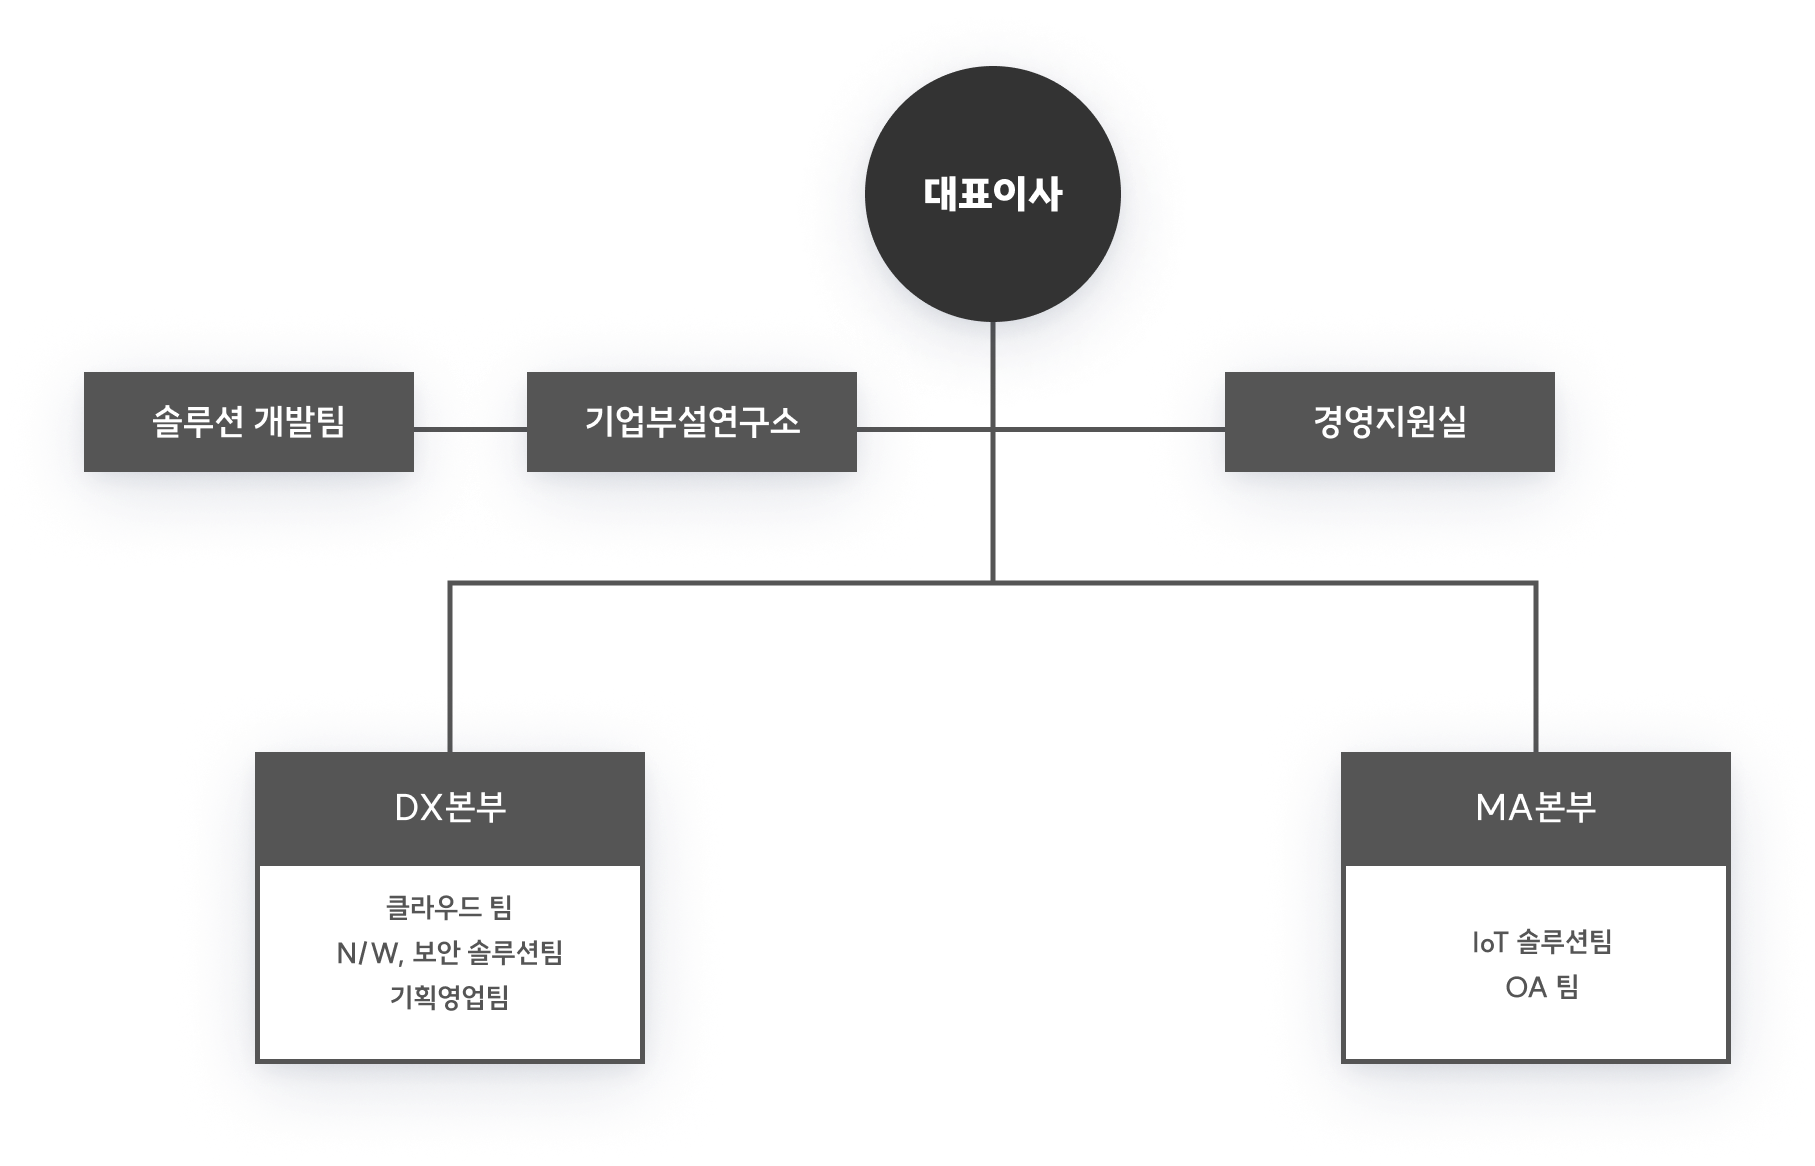 대표이사
솔루션 개발팀
기업부설연구소
경영지원실
DX본부
클라우드 팀
N/W, 보안 솔루션팀
기획영업팀
MA본부
IoT 솔루션팀
OA 팀